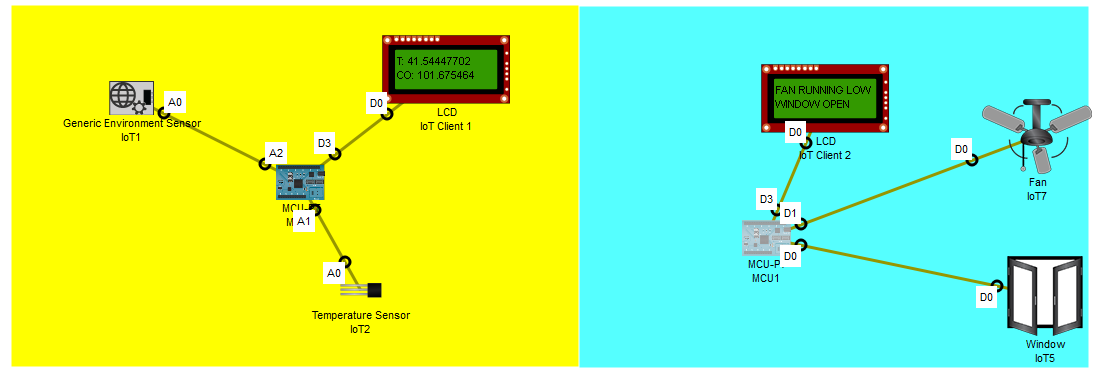 T: 41.54447702
CO: 101.675464
A0
D0
Generic Environment Sensor
IoT1
LCD
IoT Client 1
A2
D3
A1
A0
Temperature Sensor
IoT2
FAN RUNNING LOW
WINDOW OPEN
D0
LCD
IoT Client 2
D0
Fan
IoT7
D3
D1
D0
MCU-P
MCU1
D0
Window
IoT5